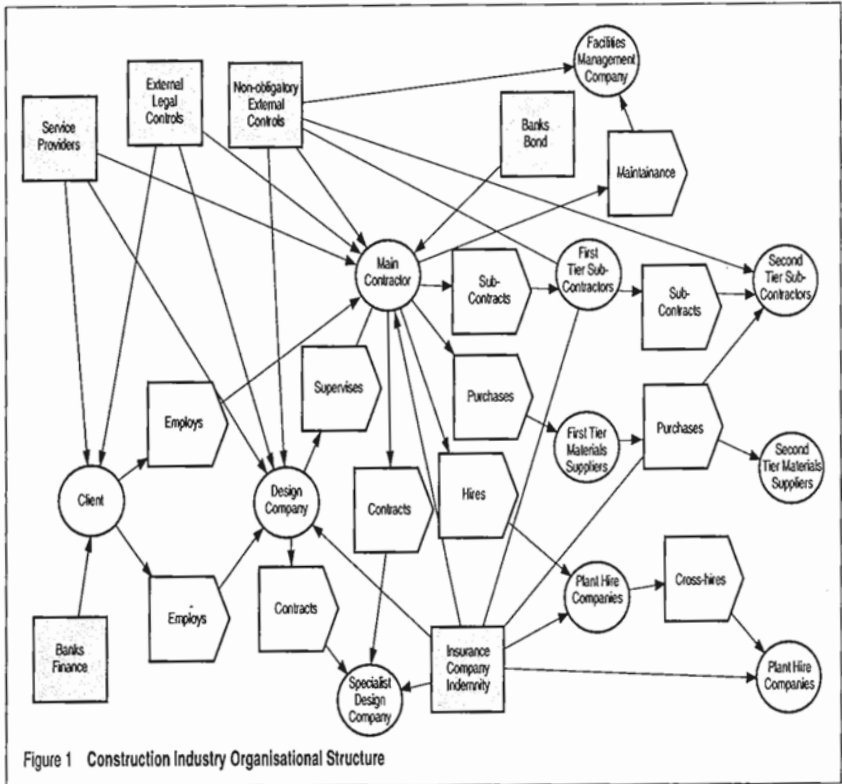 Facilities
Management
Company
External
Legal
Controls
Non-obligatory
External
Controls
Service
Providers
Banks
Bond
Maintainance
Main
Contractor
Sub-
Contracts
First
Tier Sub-
Contractors
Sub-
Contracts
Second
Tier Sub-
Contractors
Employs
Supervises
Purchases
Purchases
First Tier
Materials
Suppliers
Second
Tier Materials
Suppliers
Client
Design
Company
Contracts
Hires
Employs
Contracts
Plant Hire
Companies
Cross-hires
Banks
Finance
Specialist
Design
Company
Insurance
Company
Indemnity
Plant Hire
Companies
Figure 1 Construction Industry Organisational Structure